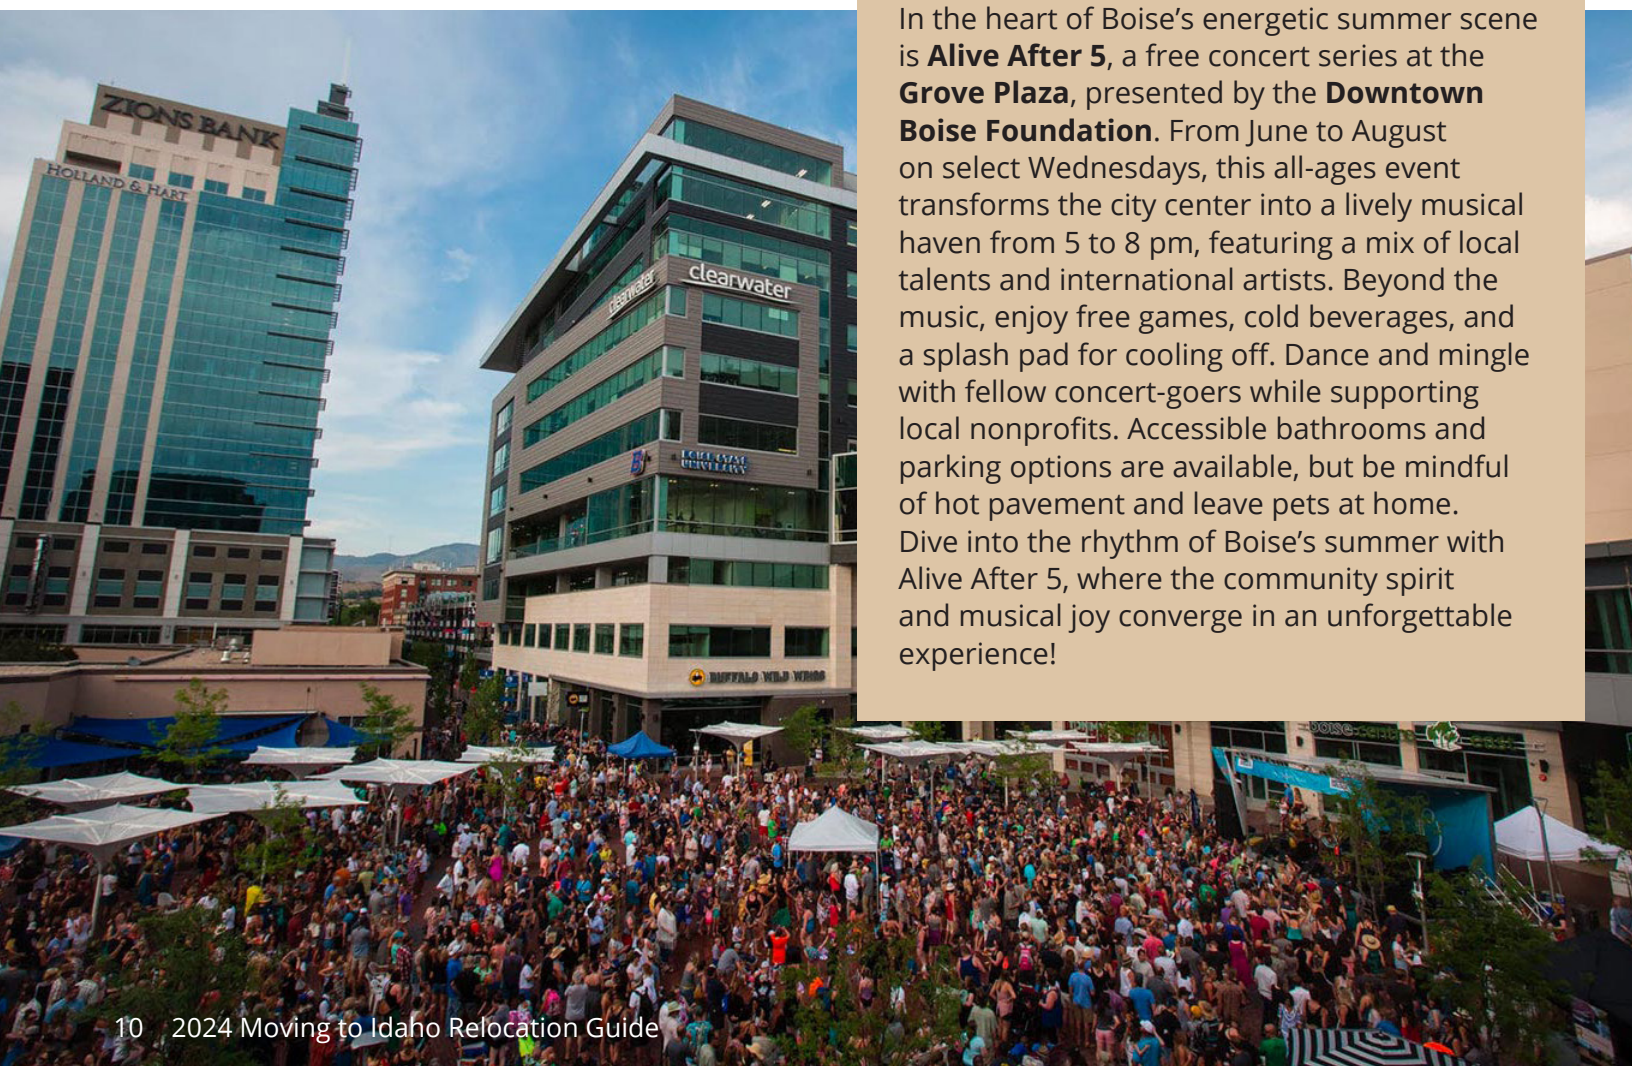 In the heart of Boise’s energetic summer scene
is Alive After 5, a free concert series at the
Grove Plaza, presented by the Downtown
Boise Foundation. From June to August
on select Wednesdays, this all-ages event
transforms the city center into a lively musical
haven from 5 to 8 pm, featuring a mix of local
talents and international artists. Beyond the
music, enjoy free games, cold beverages, and
a splash pad for cooling off. Dance and mingle
with fellow concert-goers while supporting
local nonprofits. Accessible bathrooms and
parking options are available, but be mindful
of hot pavement and leave pets at home.
Dive into the rhythm of Boise’s summer with
Alive After 5, where the community spirit
and musical joy converge in an unforgettable
experience!
ZIONS BANK
HOLLAND & HART
clearwater
clearwater
B
BOISE STATE
UNIVERSITY
BUFFALO WILD WINGS
boise centre
10 2024 Moving to Idaho Relocation Guide